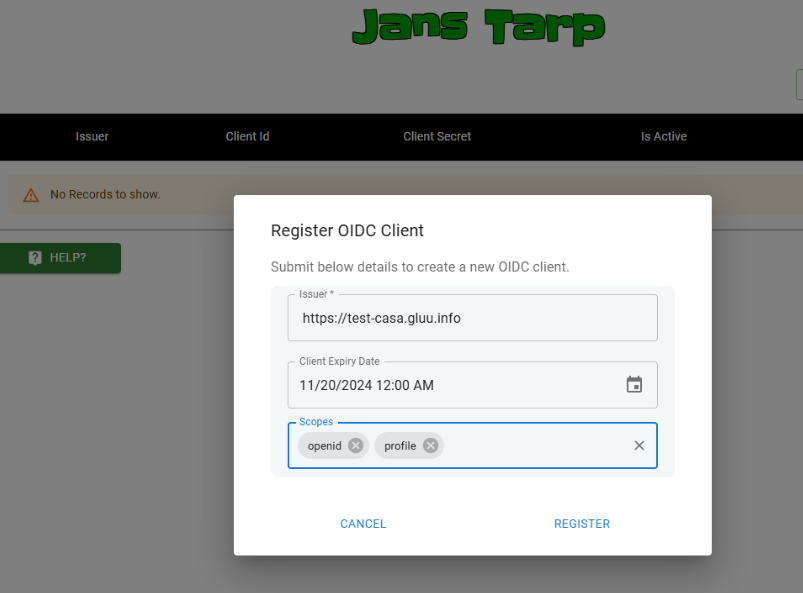 Jans Tarp
Issuer Client Id Client Secret Is Active
No Records to show.
HELP?
Register OIDC Client
Submit below details to create a new OIDC client.
Issuer *
https://test-casa.gluu.info
Client Expiry Date
11/20/2024 12:00 AM
Scopes
openid profile
CANCEL REGISTER